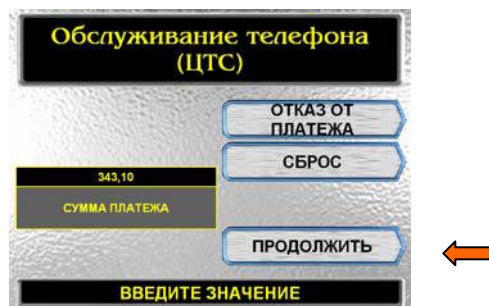 Обслуживание телефона
(ЦТС)
ОТКАЗ ОТ
ПЛАТЕЖА
СБРОС
343,10
СУММА ПЛАТЕЖА
ПРОДОЛЖИТЬ
ВВЕДИТЕ ЗНАЧЕНИЕ